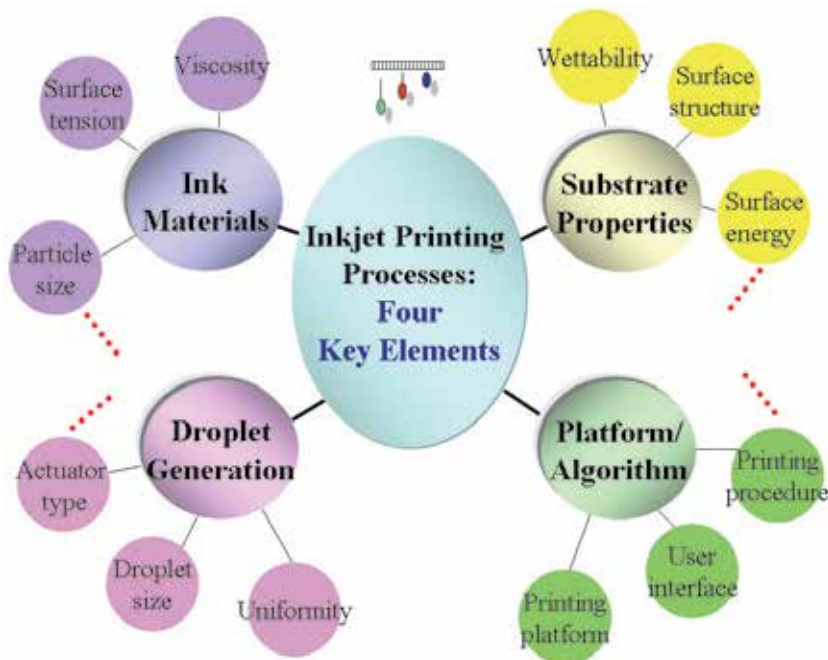 Viscosity
Surface
tension
Ink
Materials
Particle
size
Wettability
Surface
structure
Substrate
Properties
Surface
energy
Inkjet Printing
Processes:
Four
Key Elements
Droplet
Generation
Actuator
type
Droplet
size
Uniformity
Platform/
Algorithm
Printing
procedure
User
interface
Printing
platform